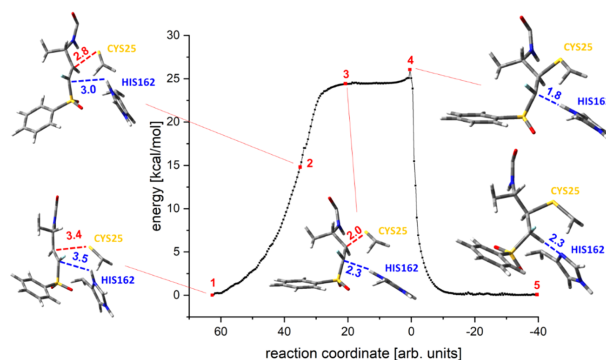 CYS25
2.8
HIS162
3.0
3.4
CYS25
3.5
HIS162
energy [kcal/mol]
30
25
20
15
10
5
0
1
2
3
4
5
CYS25
2.0
2.3
HIS162
CYS25
1.8
HIS162
CYS25
2.3
HIS162
60
40
20
0
-20
-40
reaction coordinate [arb. units]